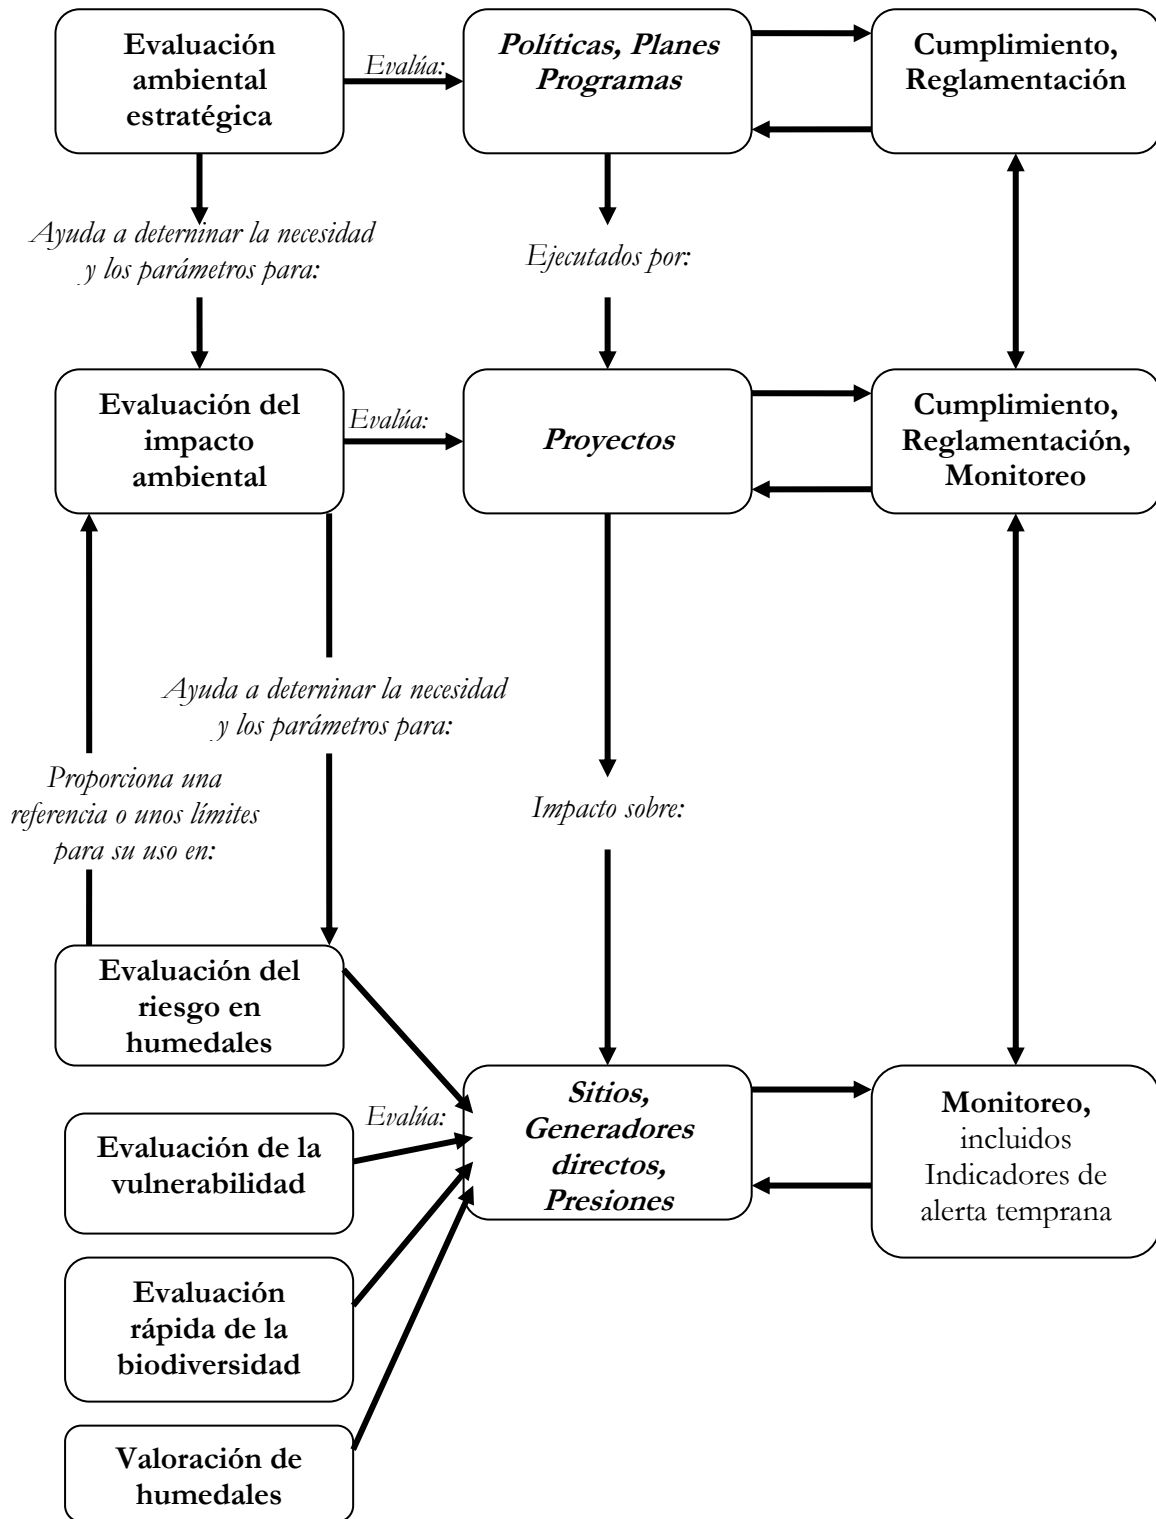 Evaluación
ambiental
estratégica
Evalúa:
Políticas, Planes
Programas
Cumplimiento,
Reglamentación
Ayuda a deterninar la necesidad
y los parámetros para:
Ejecutados por:
Evaluación del
impacto
ambiental
Evalúa:
Proyectos
Cumplimiento,
Reglamentación,
Monitoreo
Ayuda a deterninar la necesidad
y los parámetros para:
Proporciona una
referencia o unos límites
para su uso en:
Impacto sobre:
Evaluación del
riesgo en
humedales
Evalúa:
Sitios,
Generadores
directos,
Presiones
Monitoreo,
incluidos
Indicadores de
alerta temprana
Evaluación de la
vulnerabilidad
Evaluación
rápida de la
biodiversidad
Valoración de
humedales